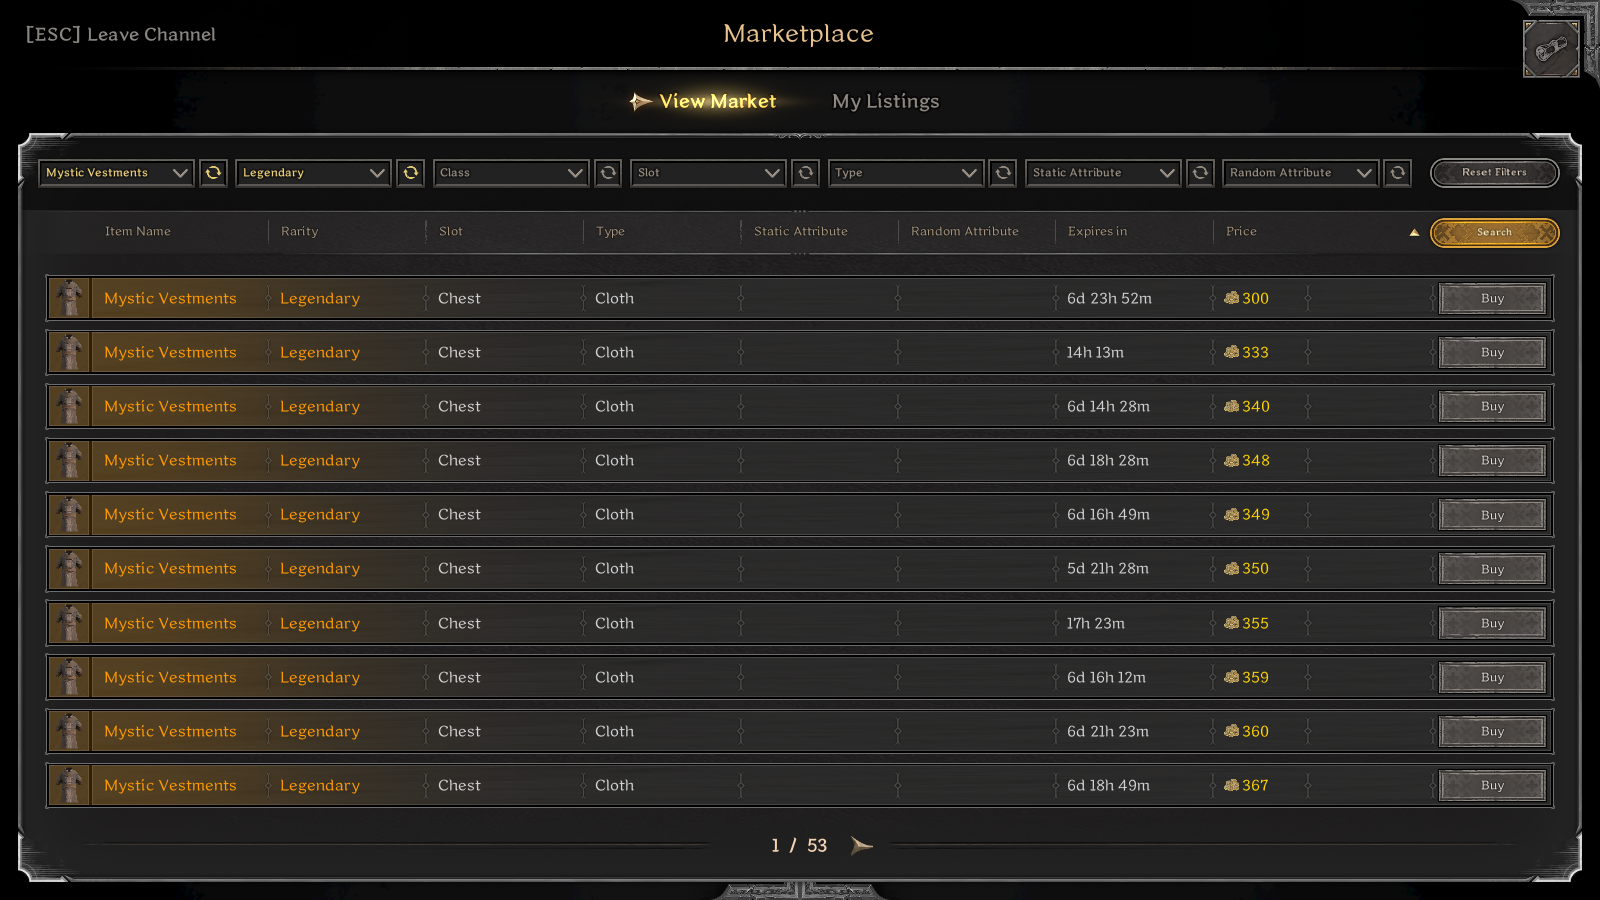 [ESC] Leave Channel
Marketplace
View Market My Listings
Mystic Vestments Legendary Class Slot Type Static Attribute Random Attribute Reset Filters
Item Name Rarity Slot Type Static Attribute Random Attribute Expires in Price Search
Mystic Vestments Legendary Chest Cloth 6d 23h 52m 300 Buy
Mystic Vestments Legendary Chest Cloth 14h 13m 333 Buy
Mystic Vestments Legendary Chest Cloth 6d 14h 28m 340 Buy
Mystic Vestments Legendary Chest Cloth 6d 18h 28m 348 Buy
Mystic Vestments Legendary Chest Cloth 6d 16h 49m 349 Buy
Mystic Vestments Legendary Chest Cloth 5d 21h 28m 350 Buy
Mystic Vestments Legendary Chest Cloth 17h 23m 355 Buy
Mystic Vestments Legendary Chest Cloth 6d 16h 12m 359 Buy
Mystic Vestments Legendary Chest Cloth 6d 21h 23m 360 Buy
Mystic Vestments Legendary Chest Cloth 6d 18h 49m 367 Buy
1 / 53